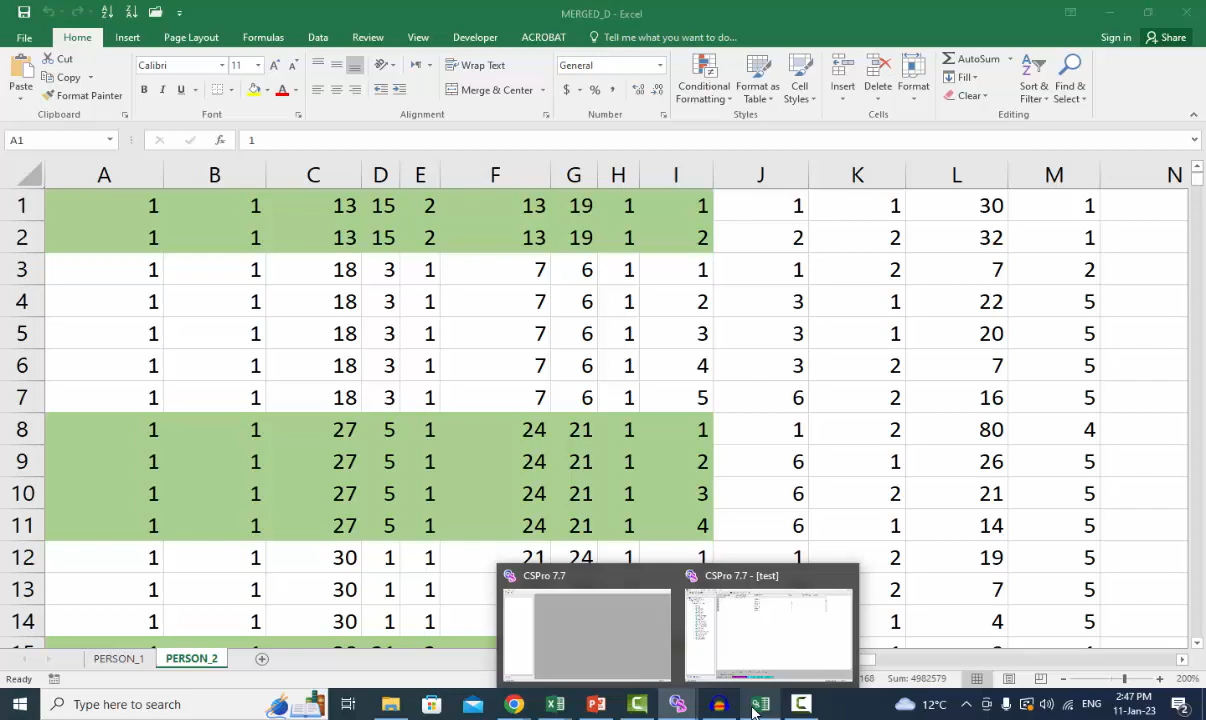 MERGED_D - Excel
File Home Insert Page Layout Formulas Data Review View Developer ACROBAT Tell me what you want to do... Sign in Share
Cut
Copy
Format Painter
Paste
Clipboard
Calibri 11
B I U
Font
Wrap Text
Merge & Center
Alignment
General
$ % ,
Number
Conditional Formatting
Format as Table
Cell Styles
Styles
Insert
Delete
Format
Cells
AutoSum
Fill
Clear
Sort & Filter
Find & Select
Editing
A1 fx 1
A B C D E F G H I J K L M N
1 1 1 13 15 2 13 19 1 1 1 1 30 1
2 1 1 13 15 2 13 19 1 2 2 2 32 1
3 1 1 18 3 1 7 6 1 1 1 2 7 2
4 1 1 18 3 1 7 6 1 2 3 1 22 5
5 1 1 18 3 1 7 6 1 3 3 1 20 5
6 1 1 18 3 1 7 6 1 4 3 2 7 5
7 1 1 18 3 1 7 6 1 5 6 2 16 5
8 1 1 27 5 1 24 21 1 1 1 2 80 4
9 1 1 27 5 1 24 21 1 2 6 1 26 5
10 1 1 27 5 1 24 21 1 3 6 2 21 5
11 1 1 27 5 1 24 21 1 4 6 1 14 5
12 1 1 30 1 1 21 24 1 1 1 2 19 5
13 1 1 30 1 1 2 7 5
14 1 1 30 1 1 1 4 5
CSPro 7.7
CSPro 7.7 - [test]
PERSON_1 PERSON_2
Ready
168 Sum: 4982579 200%
Type here to search
12°C ENG 2:47 PM
11-Jan-23
2